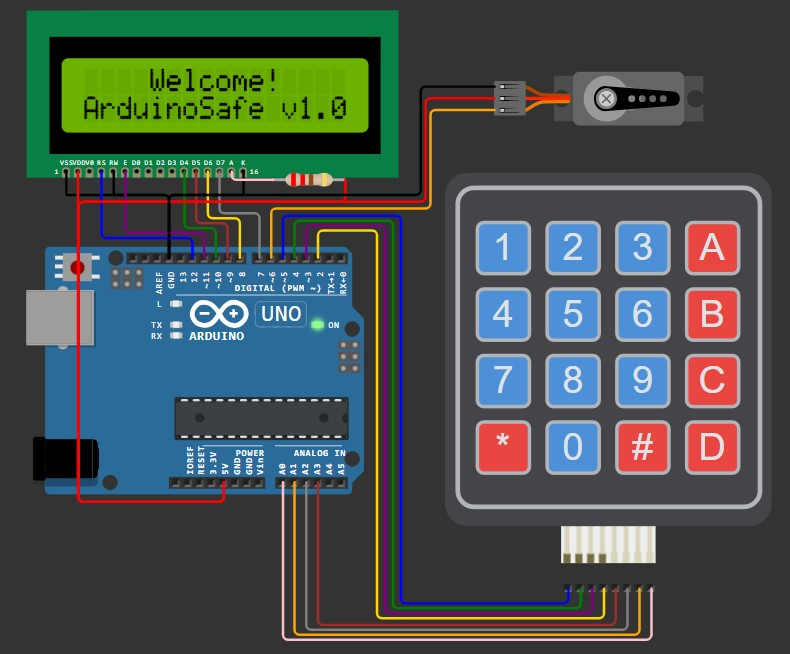 Welcome!
ArduinoSafe v1.0
VSS VDD V0 RS RW E D0 D1 D2 D3 D4 D5 D6 D7 A K
1 16
AREF GND 13 12 ~11 ~10 ~9 8 7 ~6 ~5 4 ~3 2 TX→1 RX←0
DIGITAL (PWM ~)
L
TX
RX
UNO
ON
ARDUINO
POWER
ANALOG IN
IOREF RESET 3.3V 5V GND GND Vin A0 A1 A2 A3 A4 A5
1 2 3 A
4 5 6 B
7 8 9 C
* 0 # D